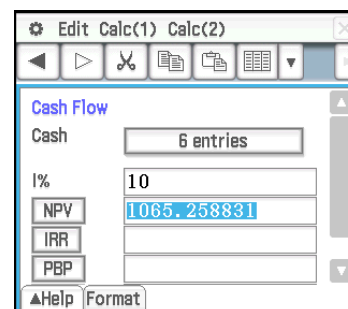 Edit Calc(1) Calc(2)
Cash Flow
Cash 6 entries
I% 10
NPV 1065.258831
IRR
PBP
▲Help Format